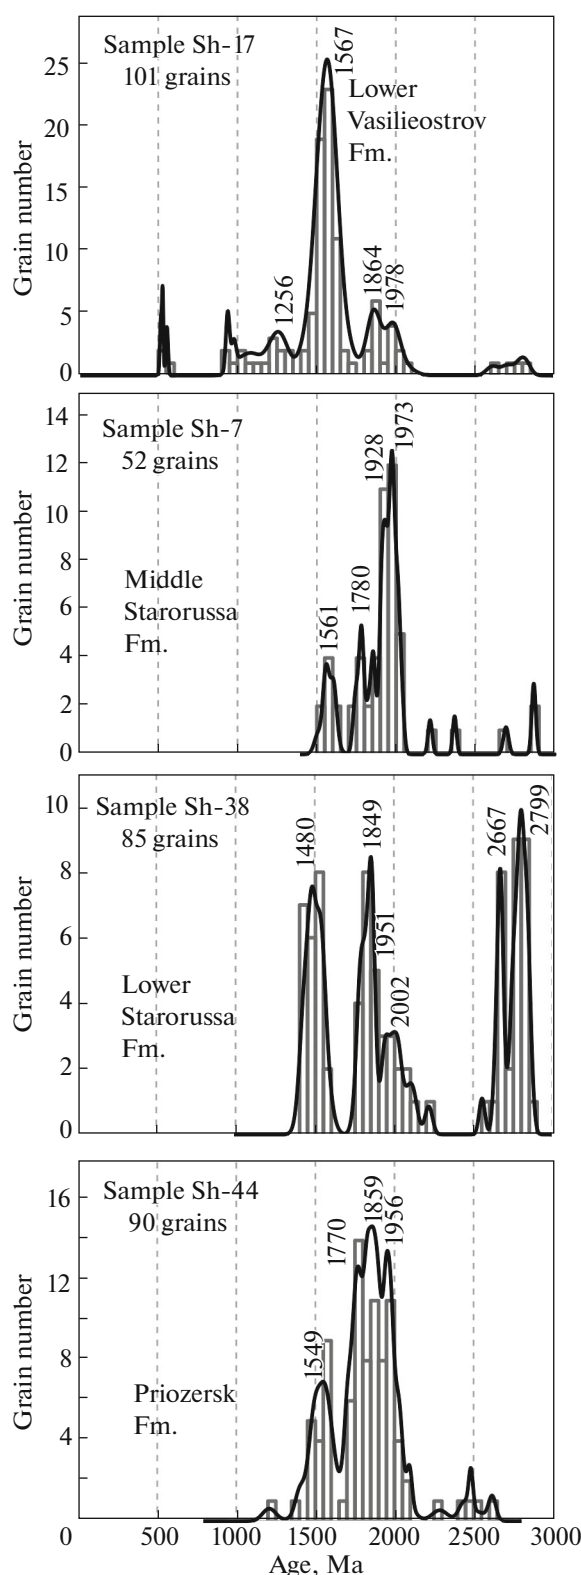 Sample Sh-17
101 grains
1567
Lower
Vasilieostrov
Fm.
1256
1864
1978
Grain number
25
20
15
10
5
0
Sample Sh-7
52 grains
1928
1973
Middle
Starorussa
Fm.
1561
1780
Grain number
14
12
10
8
6
4
2
0
Sample Sh-38
85 grains
1480
1849
1951
2002
2667
2799
Lower
Starorussa
Fm.
Grain number
10
8
6
4
2
0
Sample Sh-44
90 grains
1770
1859
1956
1549
Priozersk
Fm.
Grain number
16
12
8
4
0 500 1000 1500 2000 2500 3000
Age, Ma